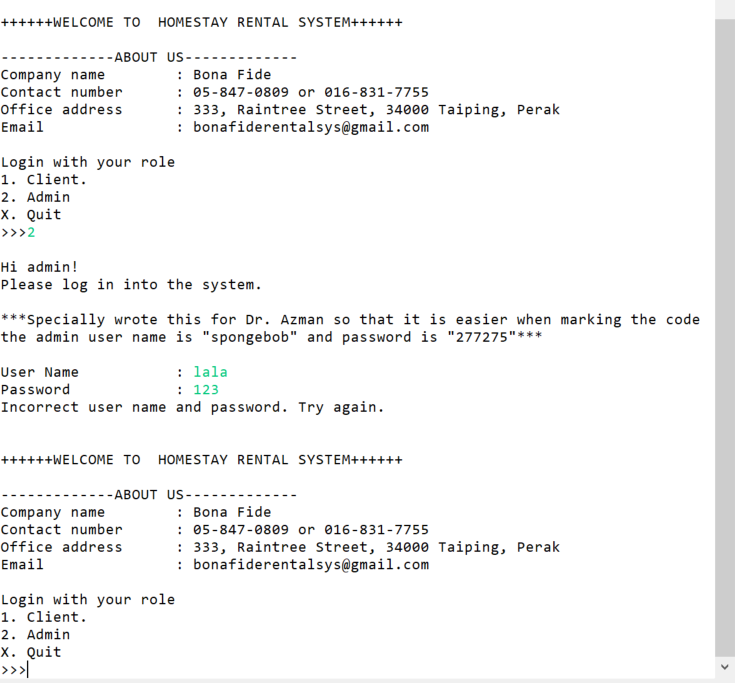 ++++++WELCOME TO  HOMESTAY RENTAL SYSTEM++++++
-------------ABOUT US-------------
Company name        : Bona Fide
Contact number      : 05-847-0809 or 016-831-7755
Office address      : 333, Raintree Street, 34000 Taiping, Perak
Email               : bonafiderentalsys@gmail.com
Login with your role
1. Client.
2. Admin
X. Quit
>>>2
Hi admin!
Please log in into the system.
***Specially wrote this for Dr. Azman so that it is easier when marking the code
the admin user name is "spongebob" and password is "277275"***
User Name           : lala
Password            : 123
Incorrect user name and password. Try again.
++++++WELCOME TO  HOMESTAY RENTAL SYSTEM++++++
-------------ABOUT US-------------
Company name        : Bona Fide
Contact number      : 05-847-0809 or 016-831-7755
Office address      : 333, Raintree Street, 34000 Taiping, Perak
Email               : bonafiderentalsys@gmail.com
Login with your role
1. Client.
2. Admin
X. Quit
>>>